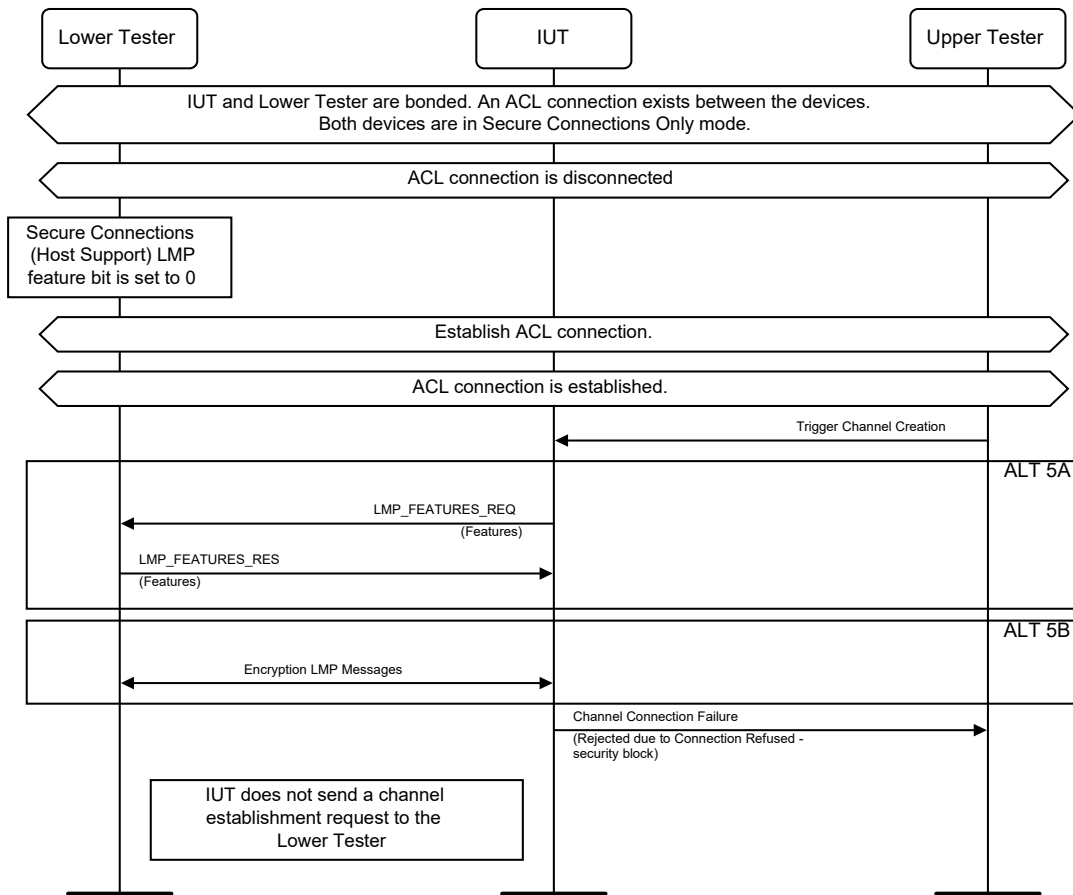 Lower Tester
IUT
Upper Tester
IUT and Lower Tester are bonded. An ACL connection exists between the devices.
Both devices are in Secure Connections Only mode.
ACL connection is disconnected
Secure Connections
(Host Support) LMP
feature bit is set to 0
Establish ACL connection.
ACL connection is established.
Trigger Channel Creation
ALT 5A
LMP_FEATURES_REQ
(Features)
LMP_FEATURES_RES
(Features)
ALT 5B
Encryption LMP Messages
Channel Connection Failure
(Rejected due to Connection Refused -
security block)
IUT does not send a channel
establishment request to the
Lower Tester